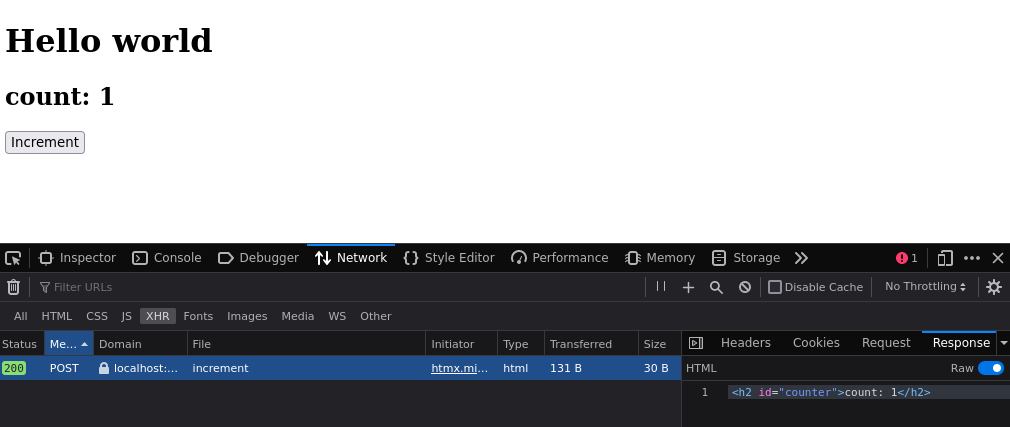 Hello world
count: 1
Increment
Inspector Console Debugger Network Style Editor Performance Memory Storage 1
Filter URLs Disable Cache No Throttling
All HTML CSS JS XHR Fonts Images Media WS Other
Status Me... Domain File Initiator Type Transferred Size Headers Cookies Request Response
200 POST localhost:... increment htmx.mi... html 131 B 30 B HTML Raw
1 <h2 id="counter">count: 1</h2>